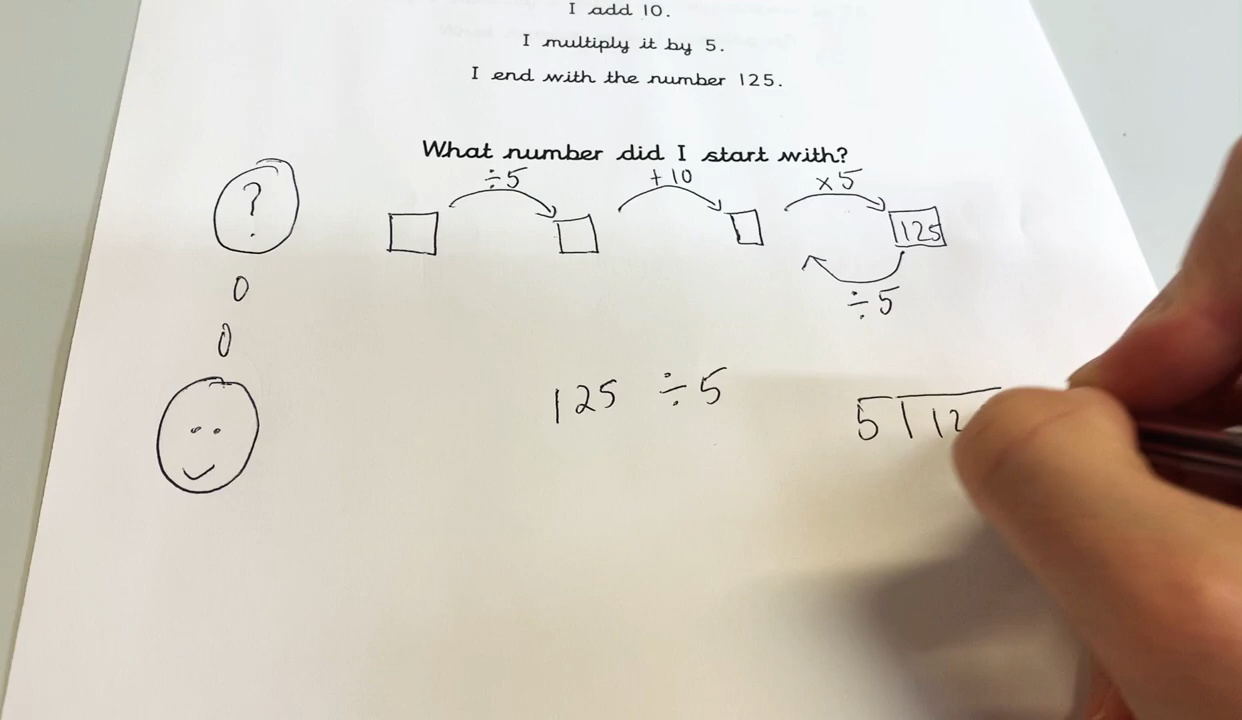 I add 10.
I multiply it by 5.
I end with the number 125.
What number did I start with?
÷5 +10 ×5
?
125
÷5
125 ÷5
5 12